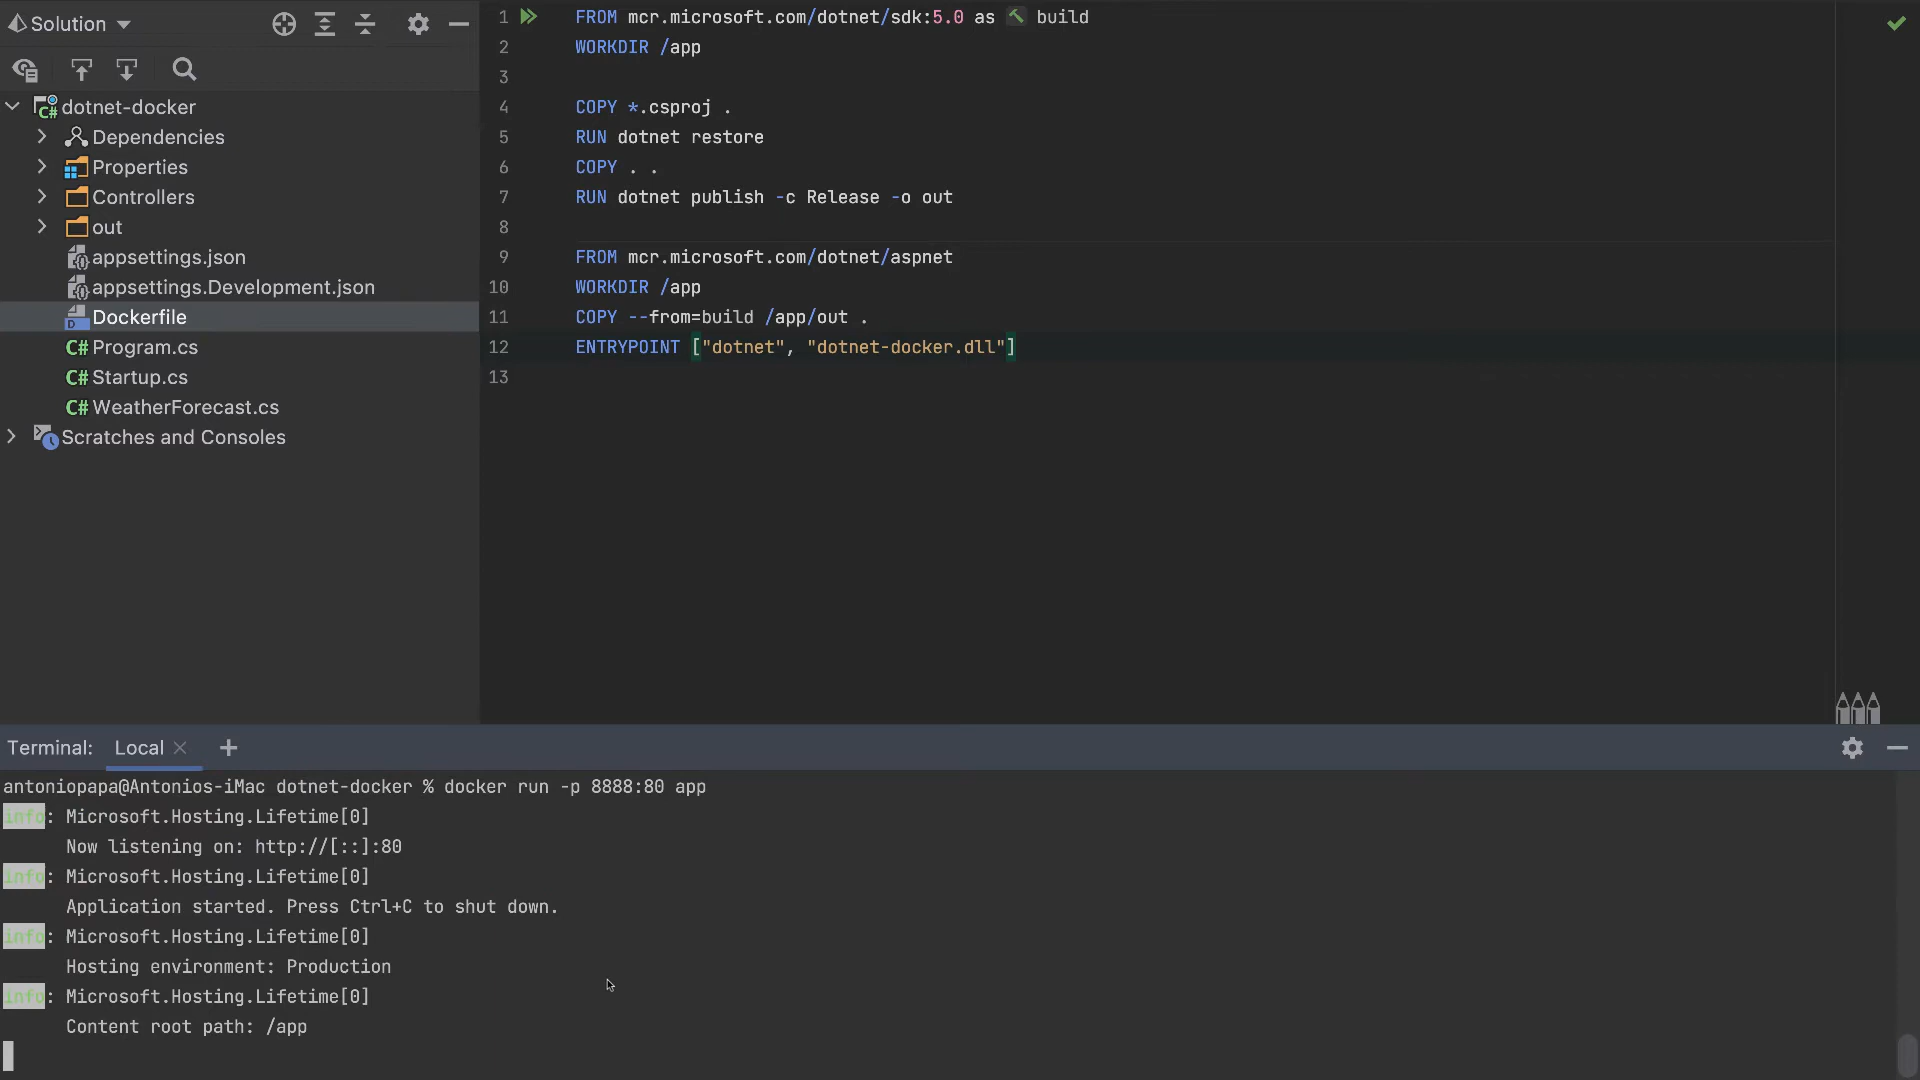 Solution
dotnet-docker
Dependencies
Properties
Controllers
out
appsettings.json
appsettings.Development.json
Dockerfile
C# Program.cs
C# Startup.cs
C# WeatherForecast.cs
Scratches and Consoles
1 FROM mcr.microsoft.com/dotnet/sdk:5.0 as build
2 WORKDIR /app
3
4 COPY *.csproj .
5 RUN dotnet restore
6 COPY . .
7 RUN dotnet publish -c Release -o out
8
9 FROM mcr.microsoft.com/dotnet/aspnet
10 WORKDIR /app
11 COPY --from=build /app/out .
12 ENTRYPOINT ["dotnet", "dotnet-docker.dll"]
13
Terminal: Local
antoniopapa@Antonios-iMac dotnet-docker % docker run -p 8888:80 app
info: Microsoft.Hosting.Lifetime[0]
Now listening on: http://[::]:80
info: Microsoft.Hosting.Lifetime[0]
Application started. Press Ctrl+C to shut down.
info: Microsoft.Hosting.Lifetime[0]
Hosting environment: Production
info: Microsoft.Hosting.Lifetime[0]
Content root path: /app